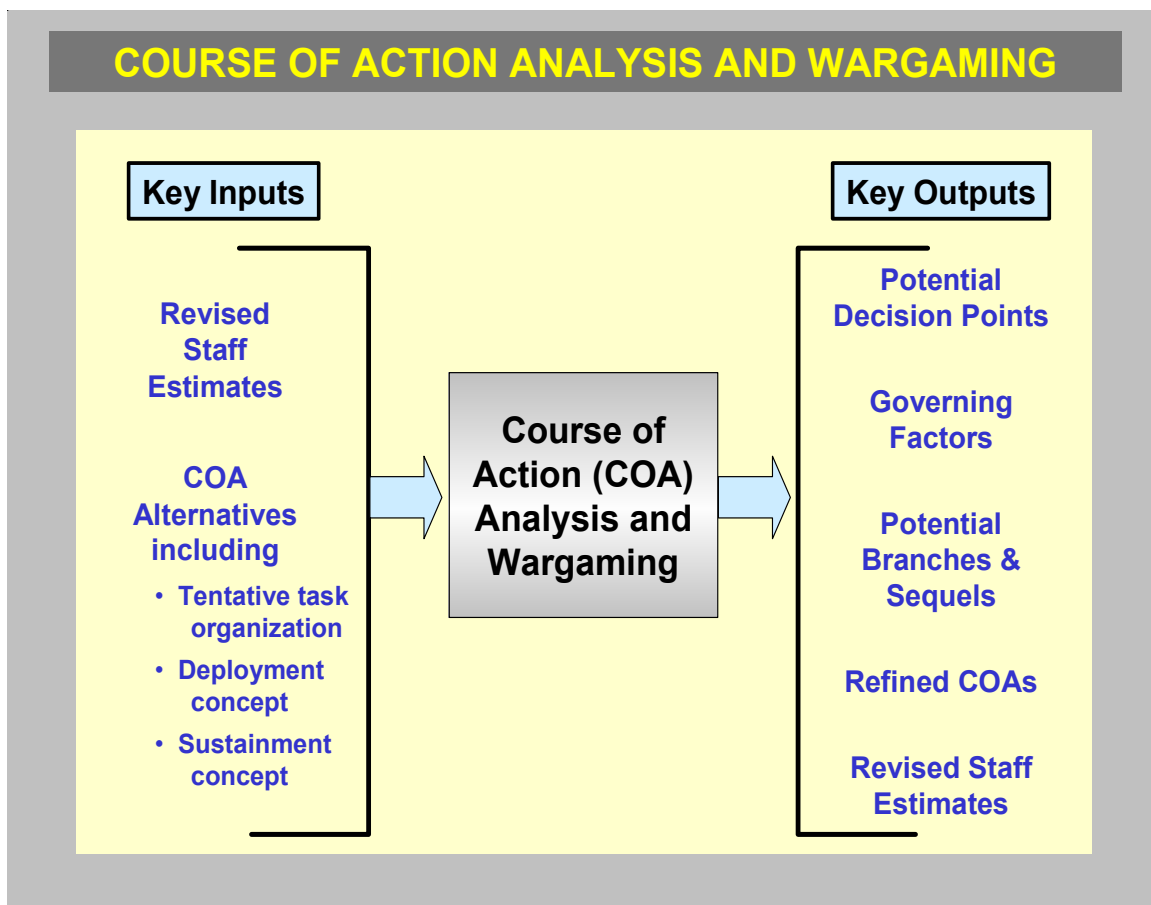 COURSE OF ACTION ANALYSIS AND WARGAMING
Key Inputs
Revised
Staff
Estimates
COA
Alternatives
including
• Tentative task
organization
• Deployment
concept
• Sustainment
concept
Course of
Action (COA)
Analysis and
Wargaming
Key Outputs
Potential
Decision Points
Governing
Factors
Potential
Branches &
Sequels
Refined COAs
Revised Staff
Estimates